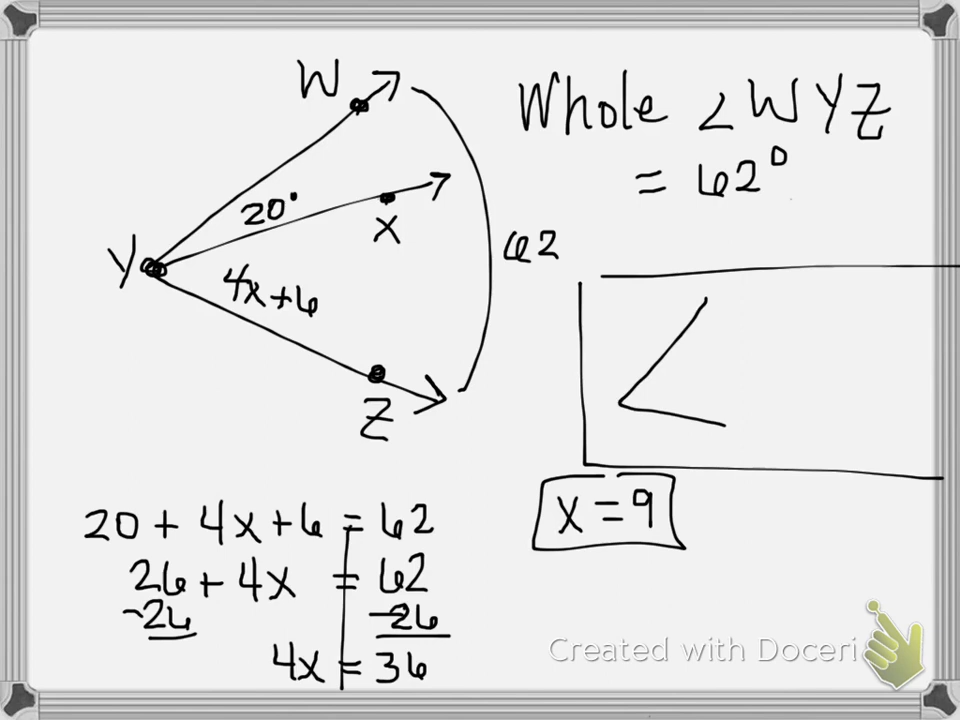 W
Whole ∠WYZ
= 62°
20°
X
62
Y
4x+6
Z
x = 9
20 + 4x + 6 = 62
26 + 4x = 62
-26 -26
4x = 36
Created with Doceri